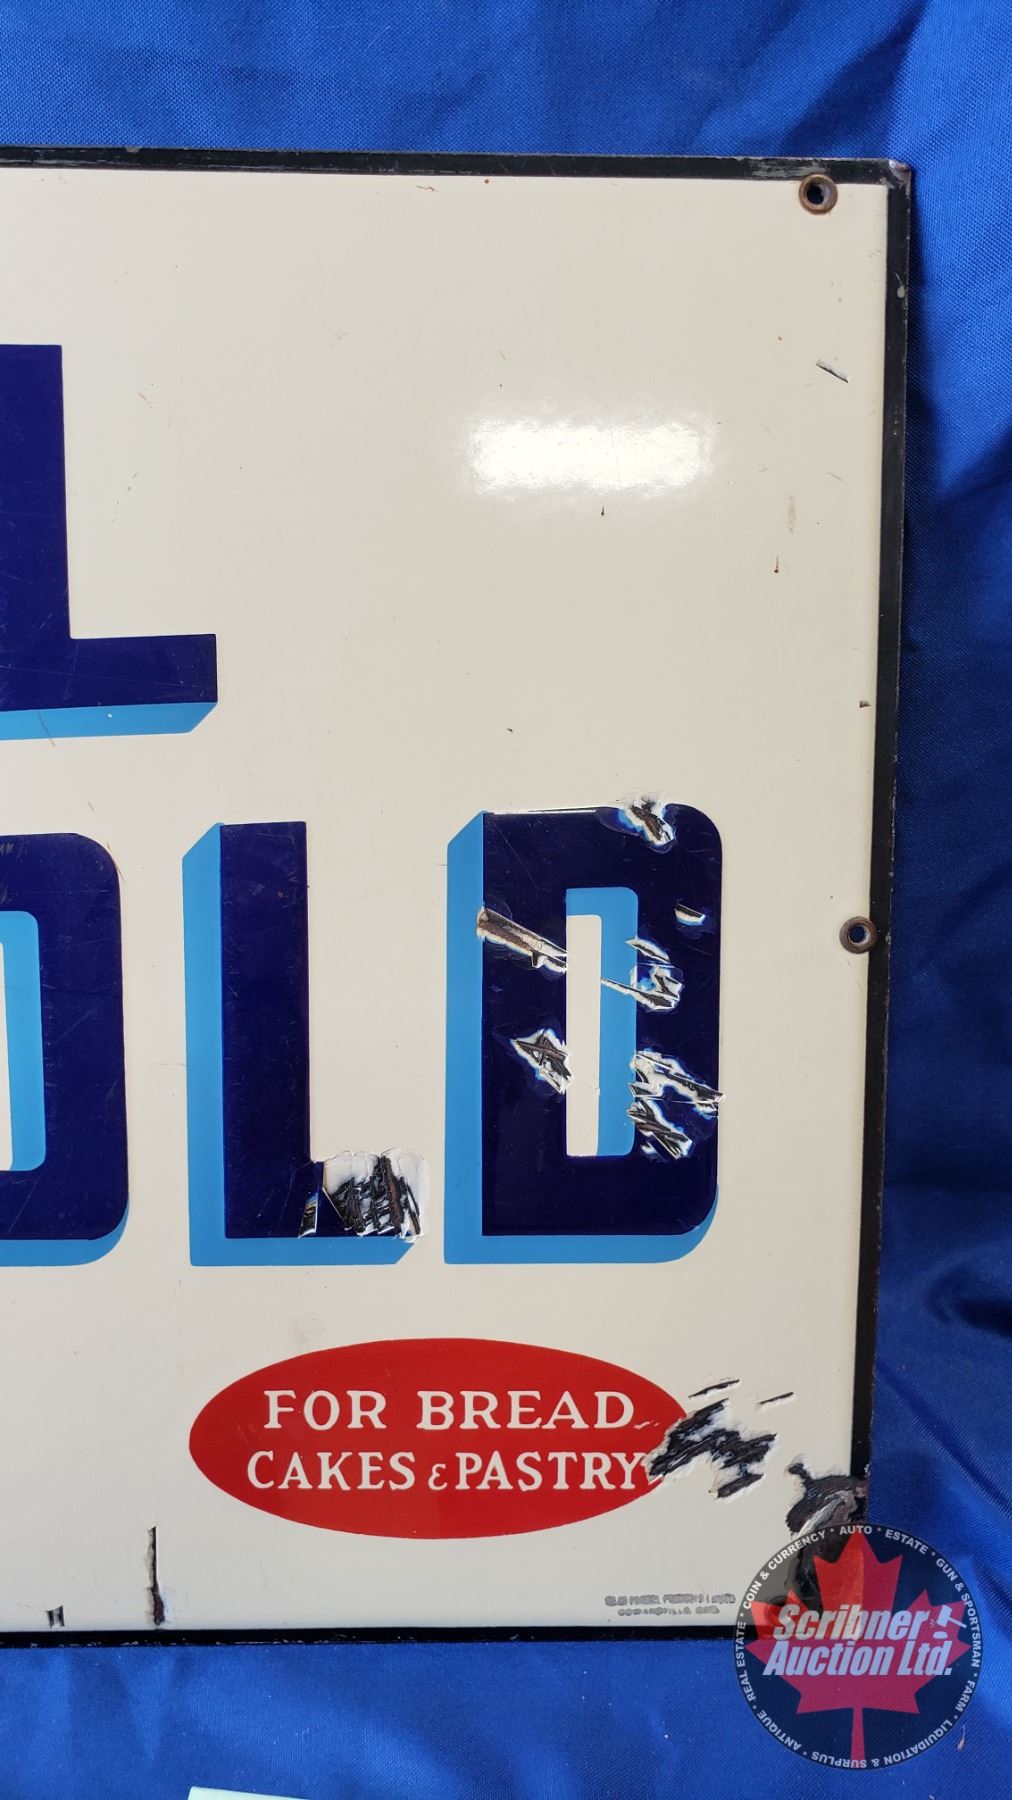 L
OLD
FOR BREAD
CAKES & PASTRY
Scribner
Auction Ltd.
COIN & CURRENCY * AUTO * ESTATE * GUN & SPORTSMAN * FARM * LIQUIDATION & SURPLUS * ANTIQUE * REAL ESTATE *